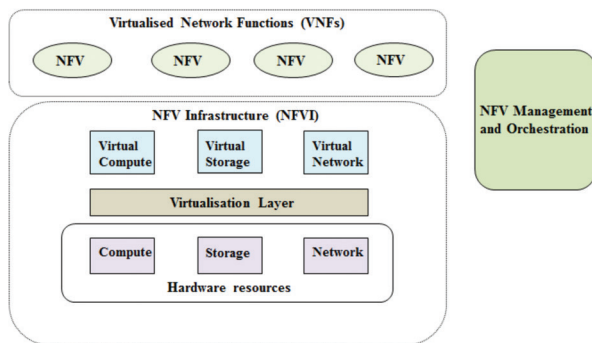 Virtualised Network Functions (VNFs)
NFV NFV NFV NFV
NFV Management
and Orchestration
NFV Infrastructure (NFVI)
Virtual Compute
Virtual Storage
Virtual Network
Virtualisation Layer
Compute Storage Network
Hardware resources